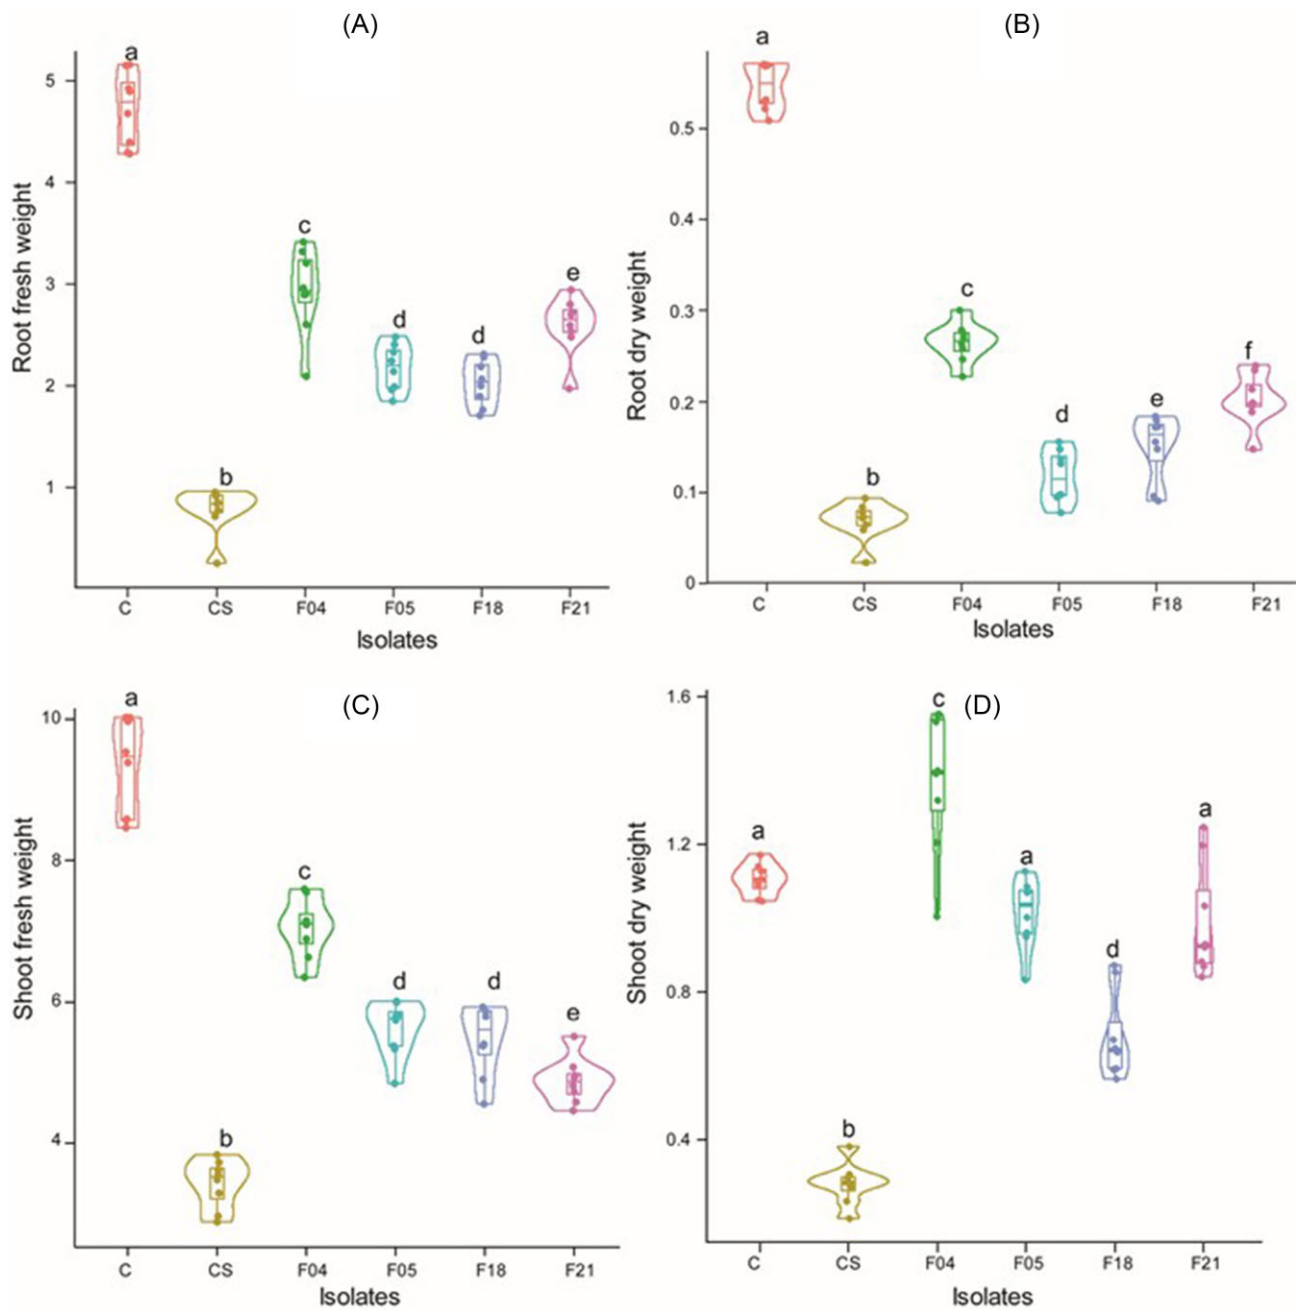 (A)
a
5
4
c
3
e
d
d
2
b
1
Root fresh weight
C CS F04 F05 F18 F21
Isolates
(B)
a
0.5
0.4
c
0.3
f
e
d
0.2
b
0.1
0
Root dry weight
C CS F04 F05 F18 F21
Isolates
(C)
a
10
8
c
d
d
6
e
b
4
Shoot fresh weight
C CS F04 F05 F18 F21
Isolates
(D)
1.6
c
a
1.2
a
a
d
0.8
b
0.4
Shoot dry weight
C CS F04 F05 F18 F21
Isolates